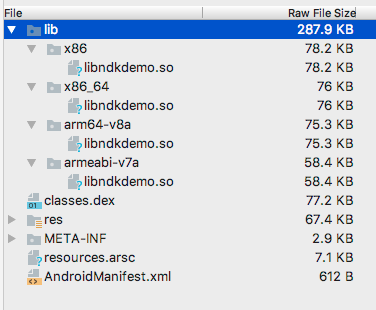 File Raw File Size
lib 287.9 KB
x86 78.2 KB
libndkdemo.so 78.2 KB
x86_64 76 KB
libndkdemo.so 76 KB
arm64-v8a 75.3 KB
libndkdemo.so 75.3 KB
armeabi-v7a 58.4 KB
libndkdemo.so 58.4 KB
classes.dex 77.2 KB
res 67.4 KB
META-INF 2.9 KB
resources.arsc 7.1 KB
AndroidManifest.xml 612 B